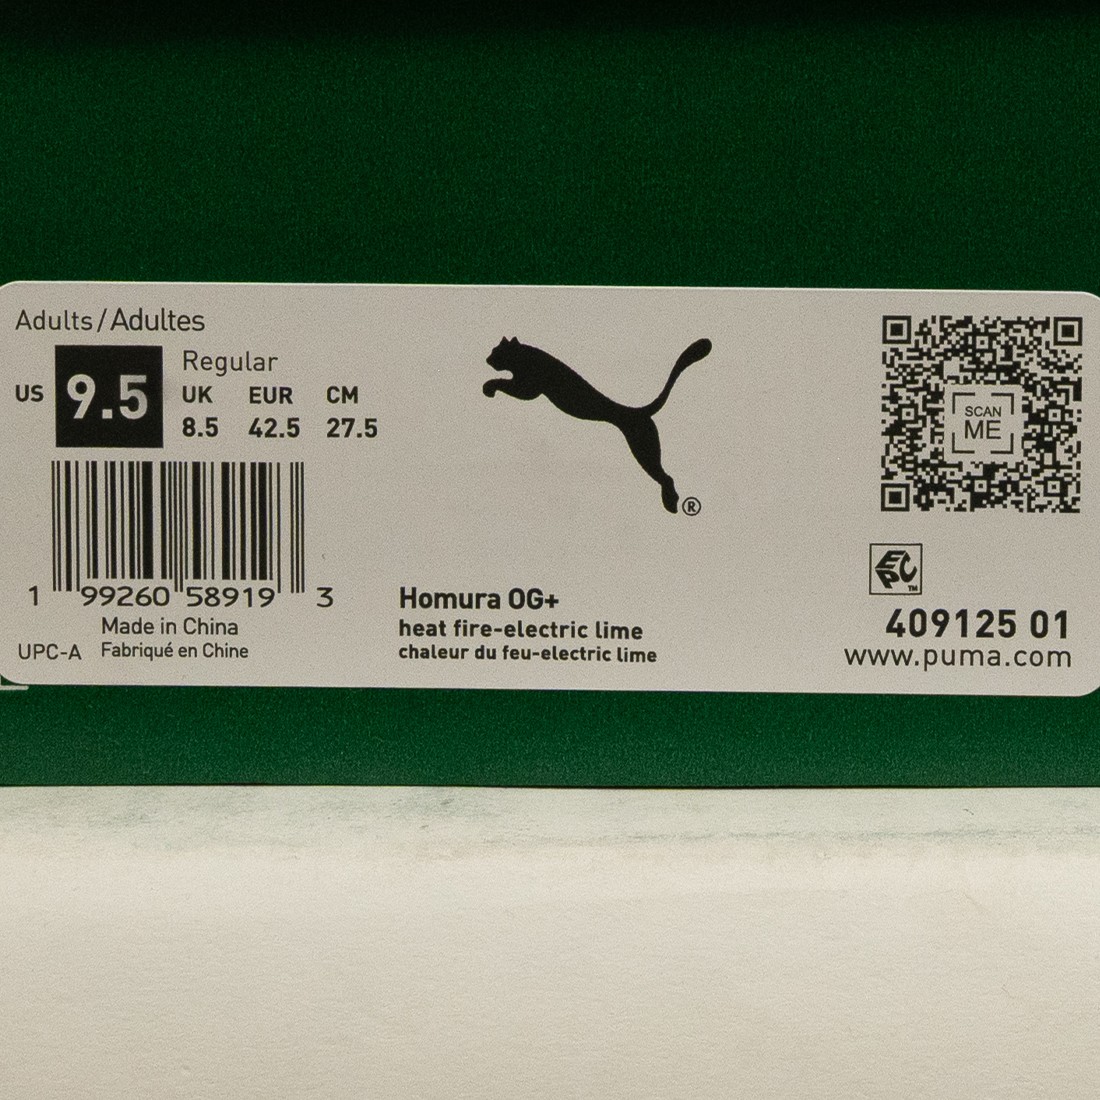 Adults/Adultes
US 9.5
Regular
UK EUR CM
8.5 42.5 27.5
1 99260 58919 3
Made in China
UPC-A Fabriqué en Chine
®
Homura OG+
heat fire-electric lime
chaleur du feu-electric lime
SCAN
ME
EPC™
409125 01
www.puma.com